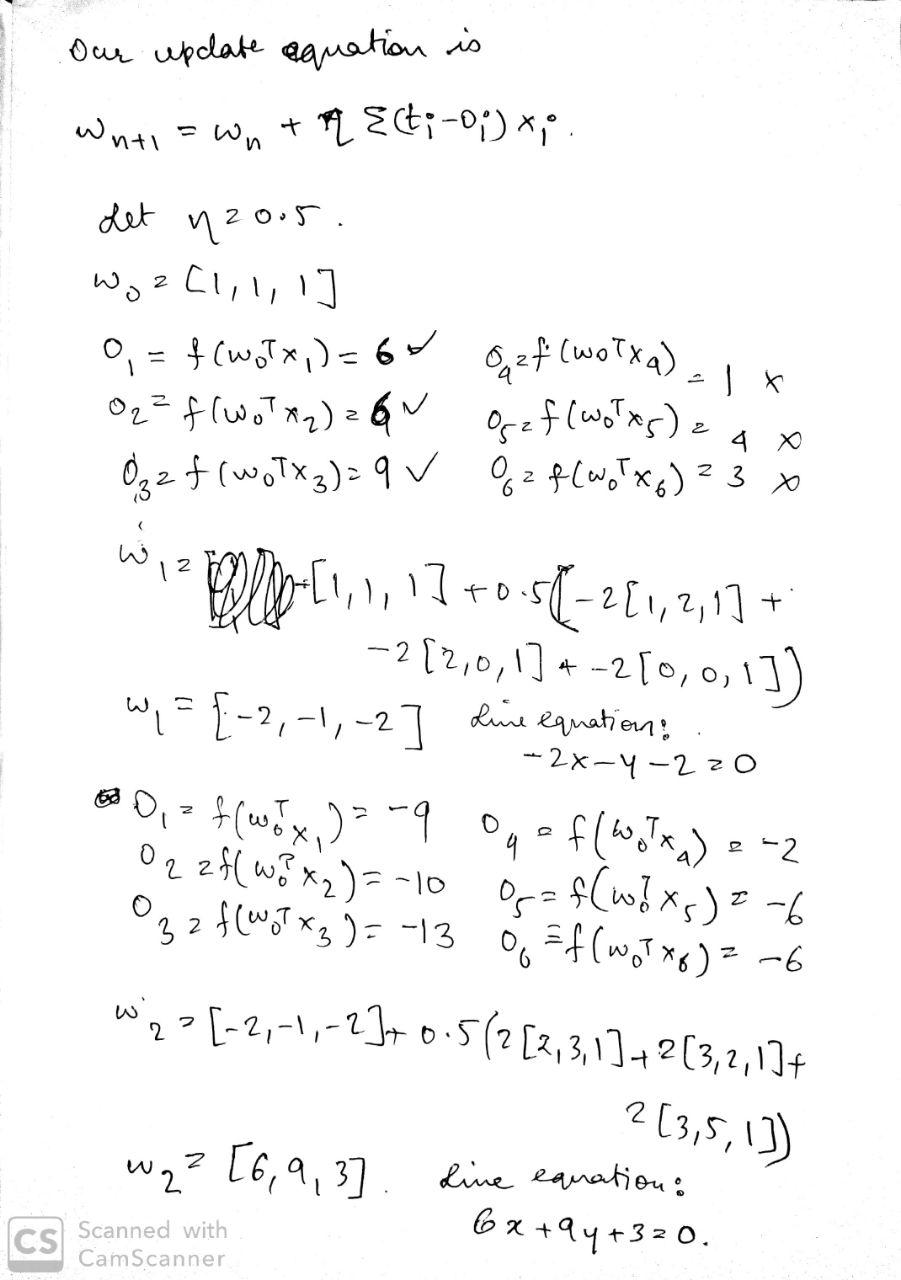 Our update equation is
w_{n+1} = w_n + η Σ(t_i - o_i) x_i.
Let η = 0.5.
w_0 = [1, 1, 1]
o_1 = f(w_0^T x_1) = 6 ✓ o_4 = f(w_0^T x_4) = 1 ×
o_2 = f(w_0^T x_2) = 6 ✓ o_5 = f(w_0^T x_5) = 4 ×
o_3 = f(w_0^T x_3) = 9 ✓ o_6 = f(w_0^T x_6) = 3 ×
w_1 = [1, 1, 1] + 0.5(-2[1, 2, 1] +
-2[2, 0, 1] + -2[0, 0, 1])
w_1 = [-2, -1, -2] Line equation:
-2x - y - 2 = 0
o_1 = f(w_0^T x_1) = -9 o_4 = f(w_0^T x_4) = -2
o_2 = f(w_0^T x_2) = -10 o_5 = f(w_0^T x_5) = -6
o_3 = f(w_0^T x_3) = -13 o_6 = f(w_0^T x_6) = -6
w_2 = [-2, -1, -2] + 0.5(2[2, 3, 1] + 2[3, 2, 1] +
2[3, 5, 1])
w_2 = [6, 9, 3]. Line equation:
6x + 9y + 3 = 0.
CS Scanned with
CamScanner